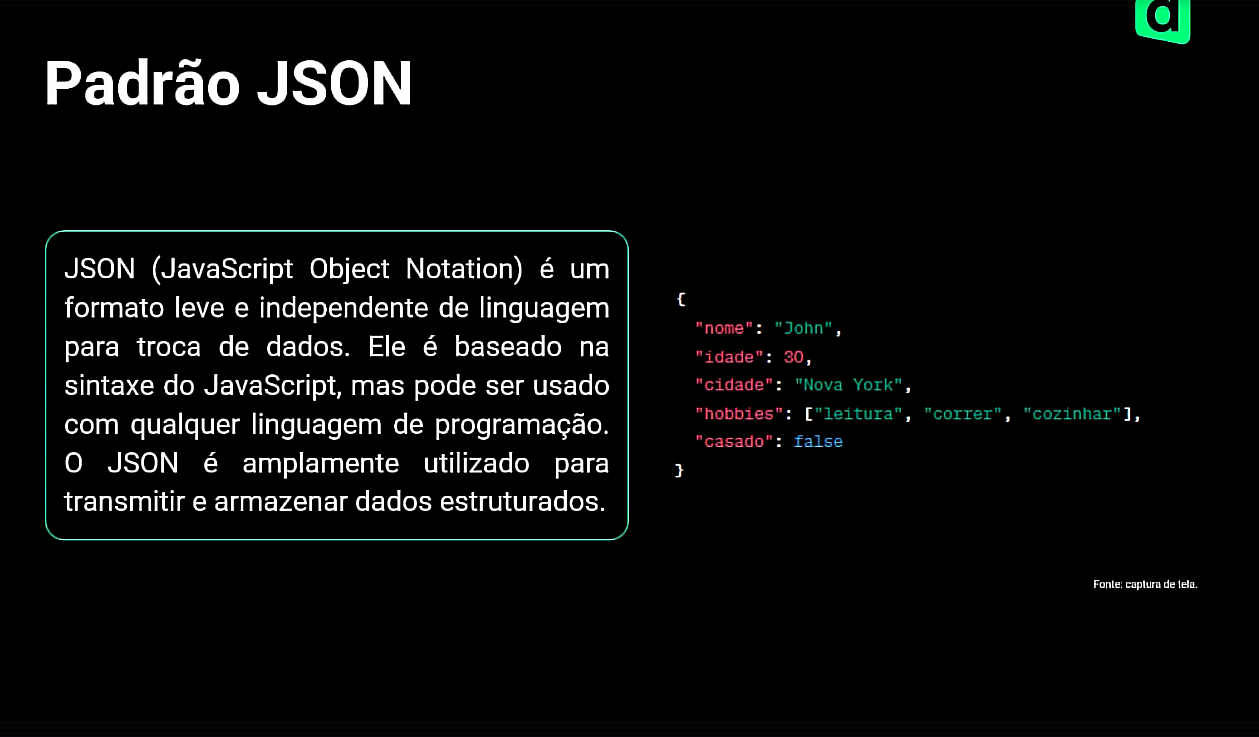 d
Padrão JSON
JSON (JavaScript Object Notation) é um
formato leve e independente de linguagem
para troca de dados. Ele é baseado na
sintaxe do JavaScript, mas pode ser usado
com qualquer linguagem de programação.
O JSON é amplamente utilizado para
transmitir e armazenar dados estruturados.
{
"nome": "John",
"idade": 30,
"cidade": "Nova York",
"hobbies": ["leitura", "correr", "cozinhar"],
"casado": false
}
Fonte: captura de tela.